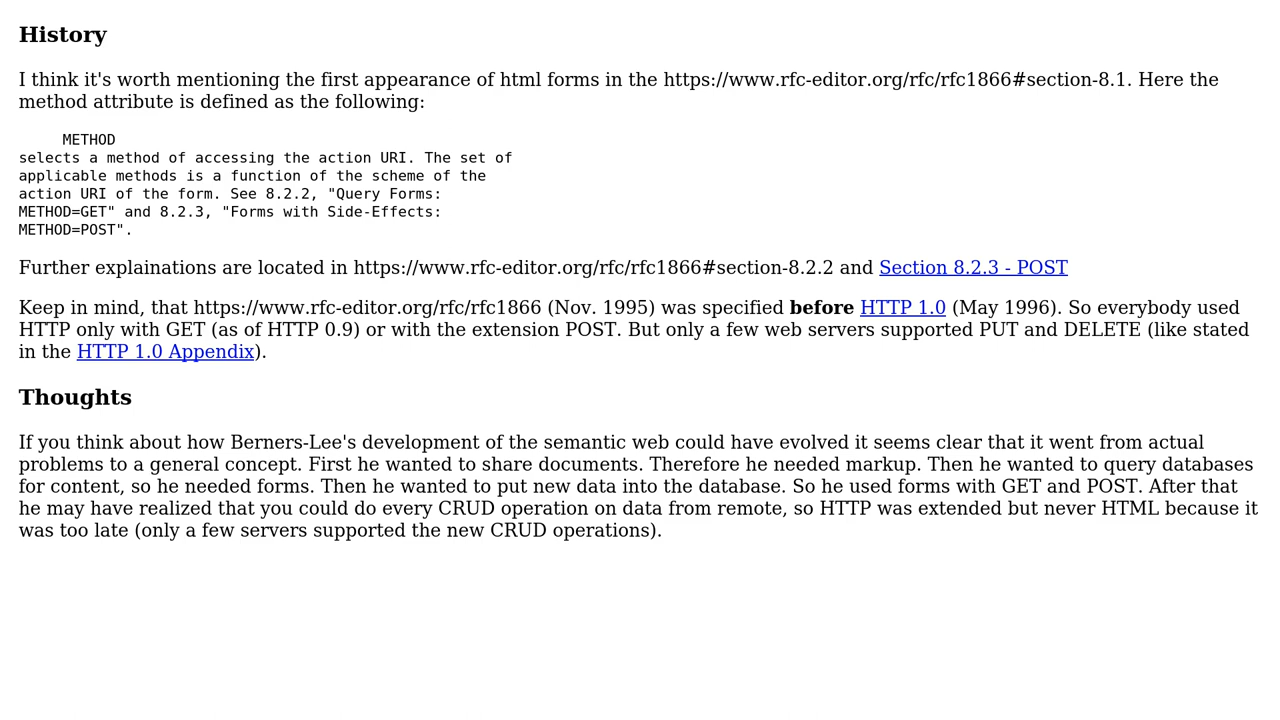 History
I think it's worth mentioning the first appearance of html forms in the https://www.rfc-editor.org/rfc/rfc1866#section-8.1. Here the
method attribute is defined as the following:
METHOD
selects a method of accessing the action URI. The set of
applicable methods is a function of the scheme of the
action URI of the form. See 8.2.2, "Query Forms:
METHOD=GET" and 8.2.3, "Forms with Side-Effects:
METHOD=POST".
Further explainations are located in https://www.rfc-editor.org/rfc/rfc1866#section-8.2.2 and Section 8.2.3 - POST
Keep in mind, that https://www.rfc-editor.org/rfc/rfc1866 (Nov. 1995) was specified before HTTP 1.0 (May 1996). So everybody used
HTTP only with GET (as of HTTP 0.9) or with the extension POST. But only a few web servers supported PUT and DELETE (like stated
in the HTTP 1.0 Appendix).
Thoughts
If you think about how Berners-Lee's development of the semantic web could have evolved it seems clear that it went from actual
problems to a general concept. First he wanted to share documents. Therefore he needed markup. Then he wanted to query databases
for content, so he needed forms. Then he wanted to put new data into the database. So he used forms with GET and POST. After that
he may have realized that you could do every CRUD operation on data from remote, so HTTP was extended but never HTML because it
was too late (only a few servers supported the new CRUD operations).